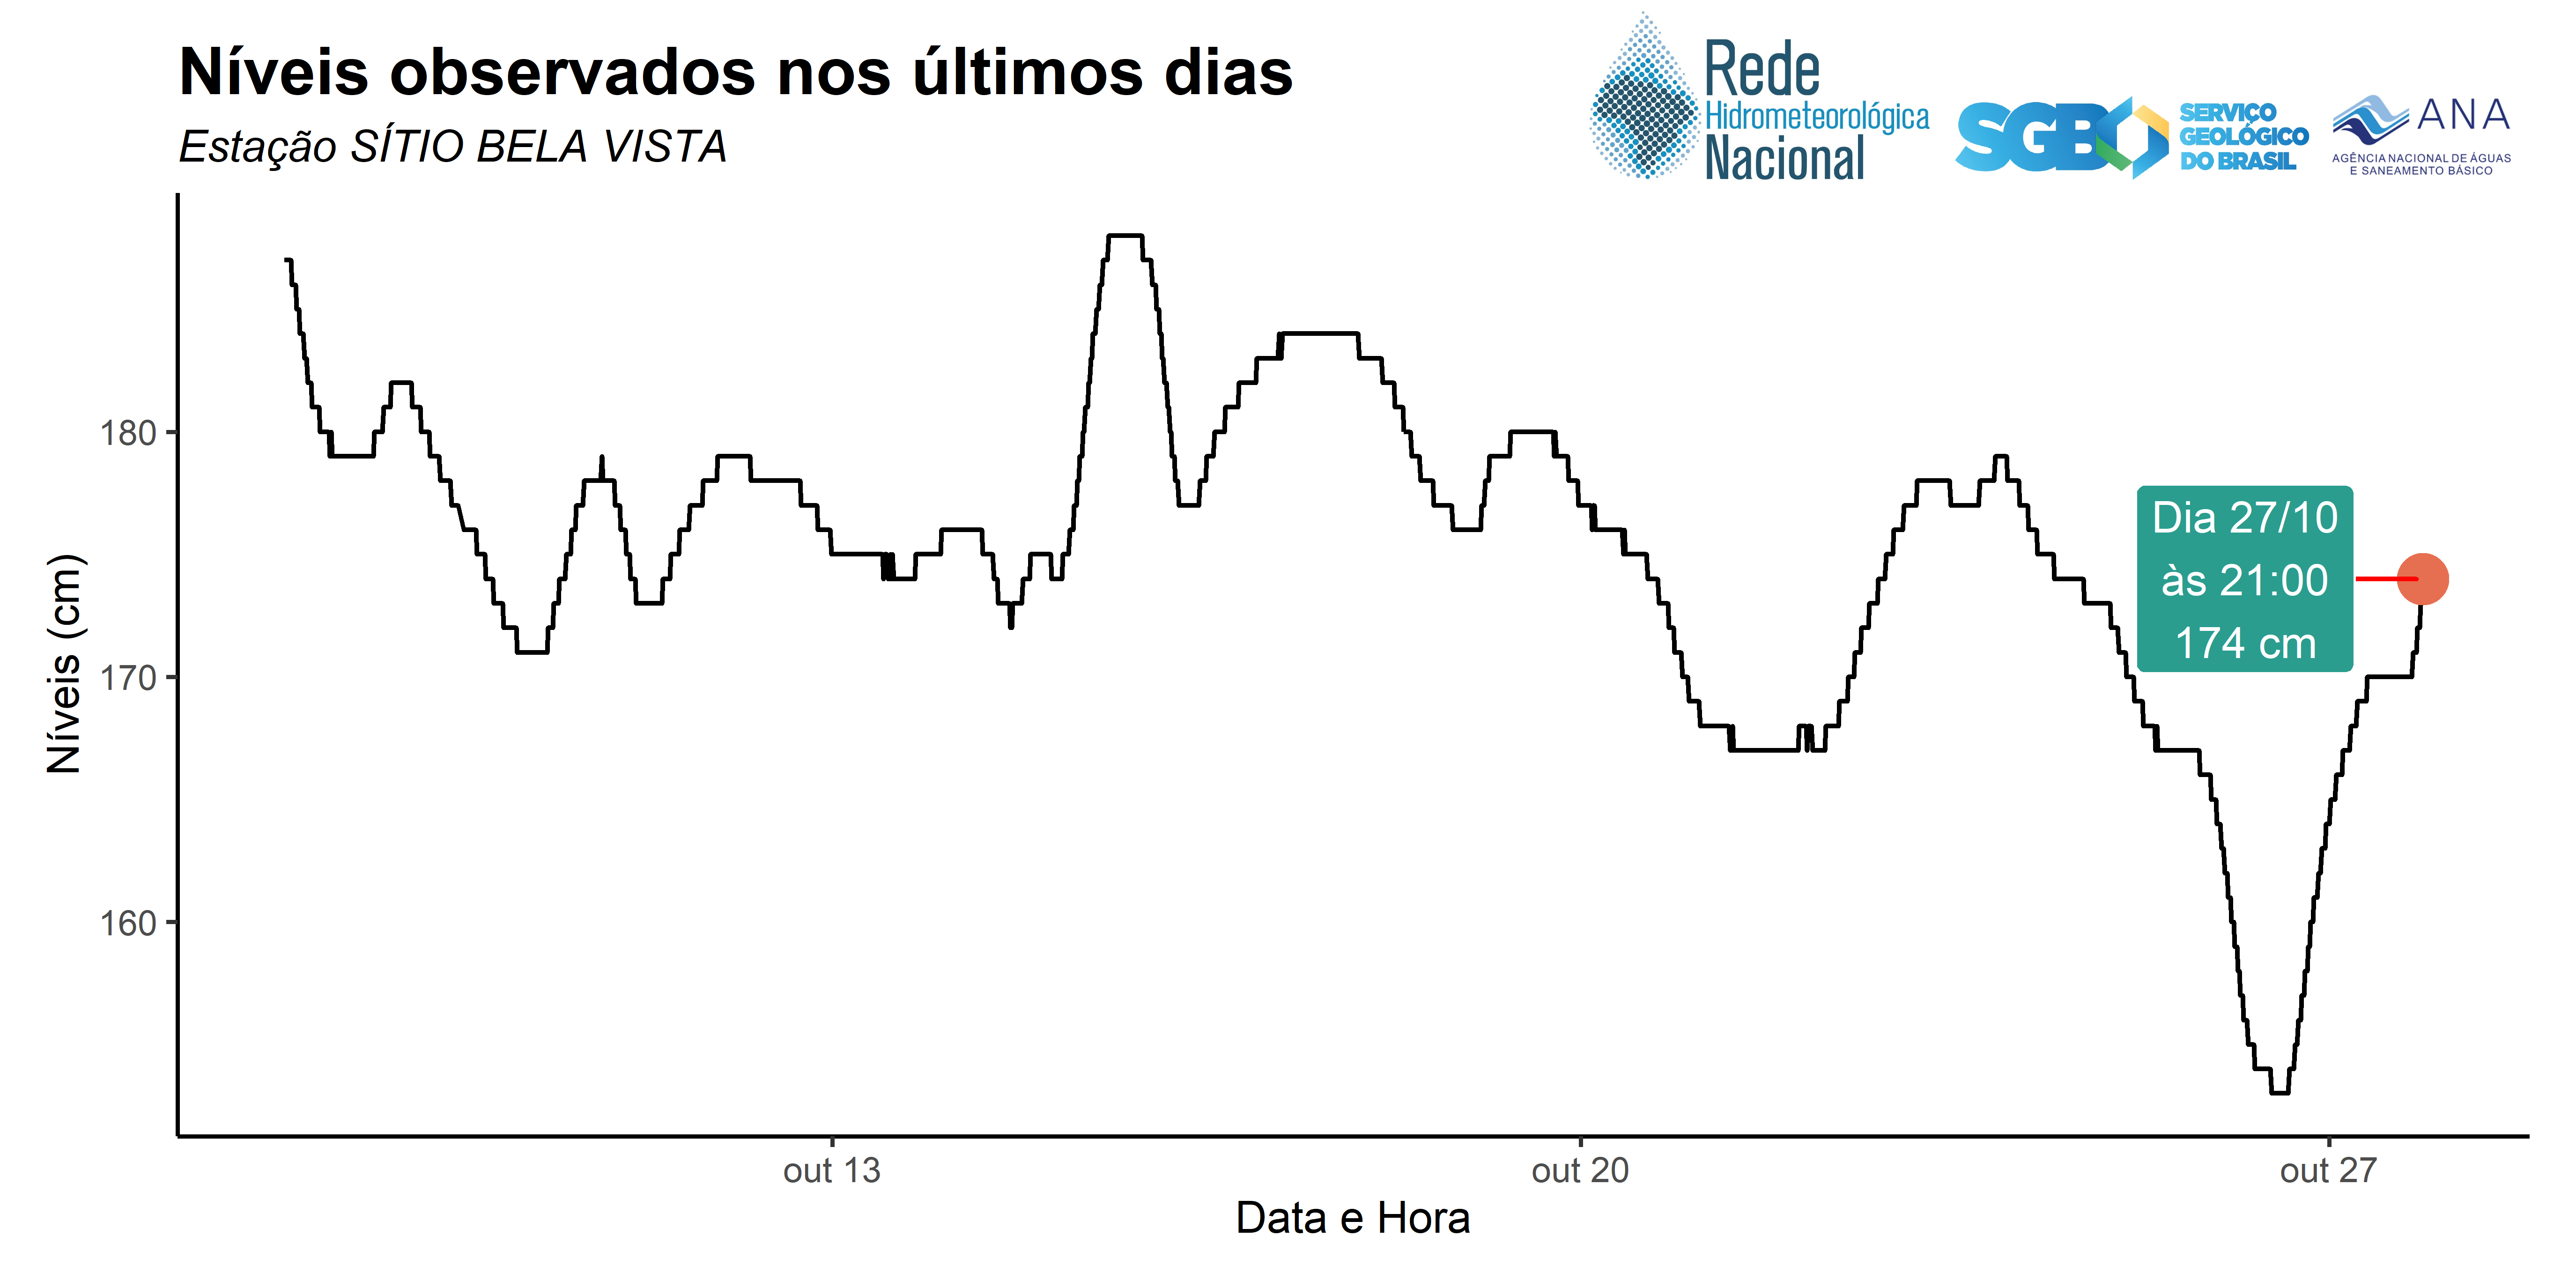 Níveis observados nos últimos dias
Estação SÍTIO BELA VISTA
Rede
Hidrometeorológica
Nacional
SGB
SERVIÇO
GEOLÓGICO
DO BRASIL
ANA
AGÊNCIA NACIONAL DE ÁGUAS
E SANEAMENTO BÁSICO
Níveis (cm)
180
170
160
Dia 27/10
às 21:00
174 cm
out 13
out 20
out 27
Data e Hora